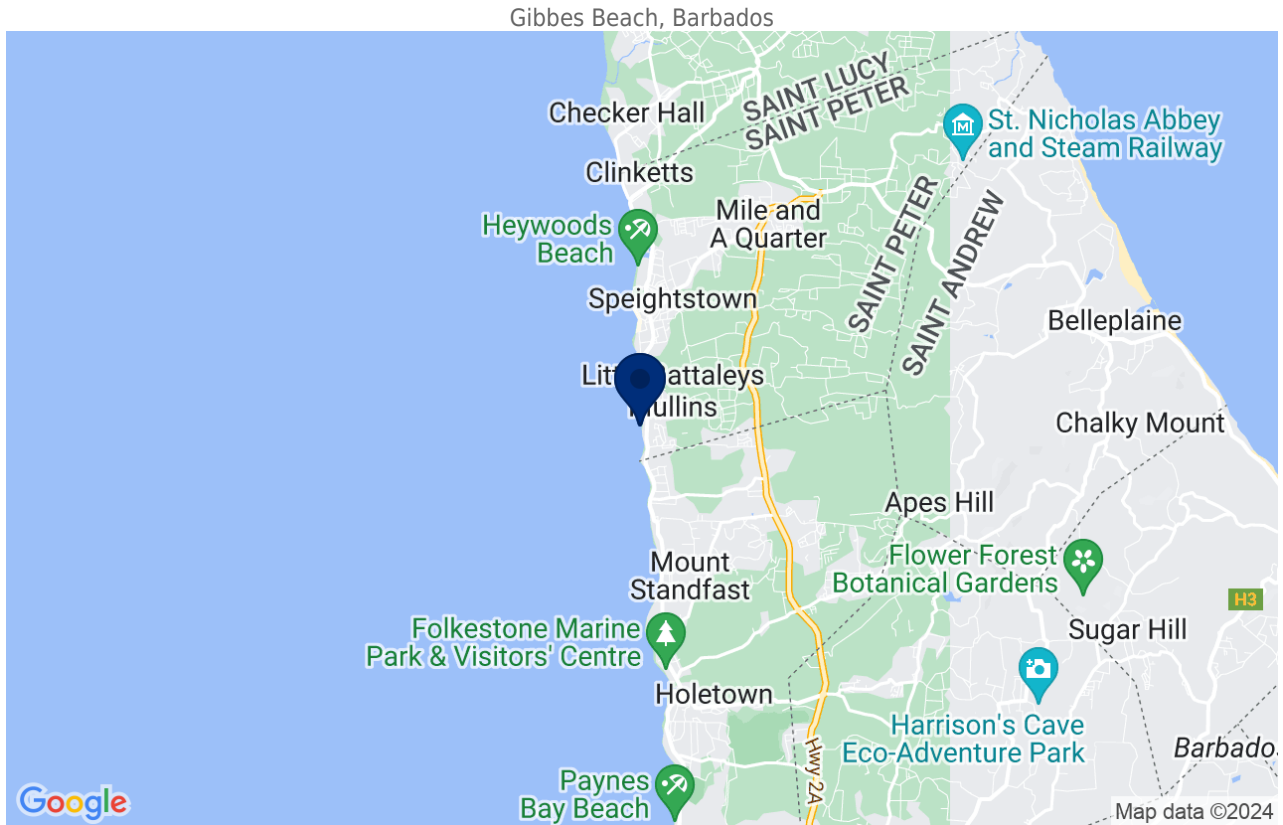 Gibbes Beach, Barbados
SAINT LUCY
SAINT PETER
Checker Hall
St. Nicholas Abbey
and Steam Railway
Clinketts
Mile and
A Quarter
Heywoods
Beach
SAINT PETER
SAINT ANDREW
Speightstown
Belleplaine
Mullins
Chalky Mount
Apes Hill
Mount
Standfast
Flower Forest
Botanical Gardens
H3
Folkestone Marine
Park & Visitors' Centre
Sugar Hill
Holetown
Harrison's Cave
Eco-Adventure Park
Hwy 2A
Paynes
Bay Beach
Google
Map data ©2024